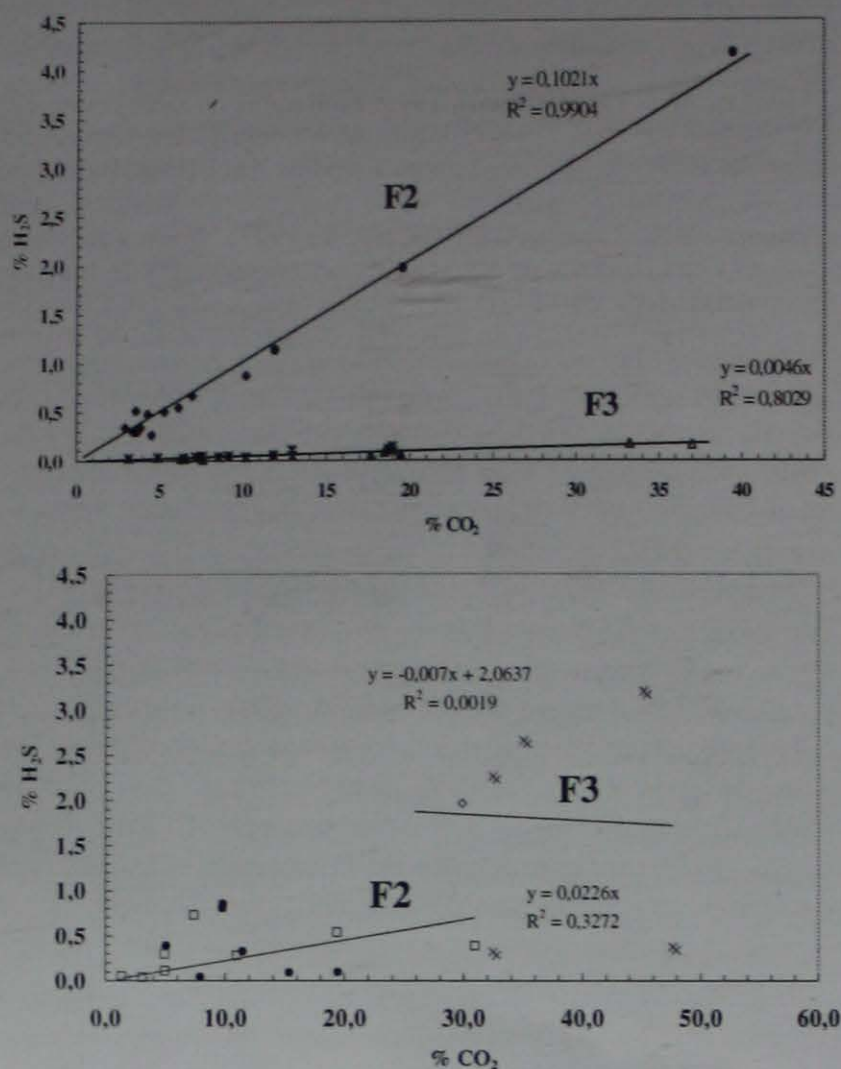 4,5
4,0
3,5
3,0
2,5
2,0
1,5
1,0
0,5
0,0
% H2S
y = 0,1021x
R² = 0,9904
F2
y = 0,0046x
R² = 0,8029
F3
0 5 10 15 20 25 30 35 40 45
% CO₂
4,5
4,0
3,5
3,0
2,5
2,0
1,5
1,0
0,5
0,0
% H₂S
y = -0,007x + 2,0637
R² = 0,0019
F3
F2
y = 0,0226x
R² = 0,3272
0,0 10,0 20,0 30,0 40,0 50,0 60,0
% CO₂